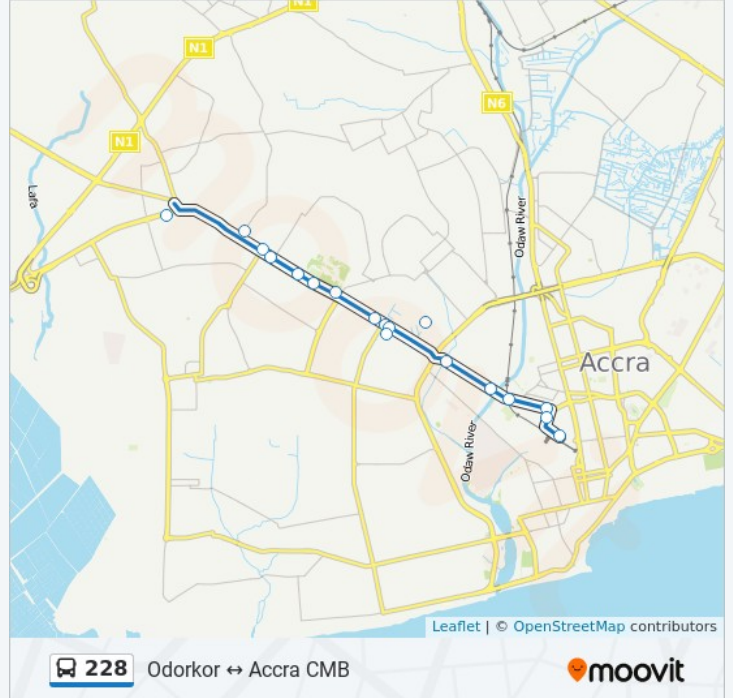 N1
N1
N6
N1
Lafa
Odaw River
Accra
Odaw River
Leaflet | © OpenStreetMap contributors
228 Odorkor ↔ Accra CMB
moovit